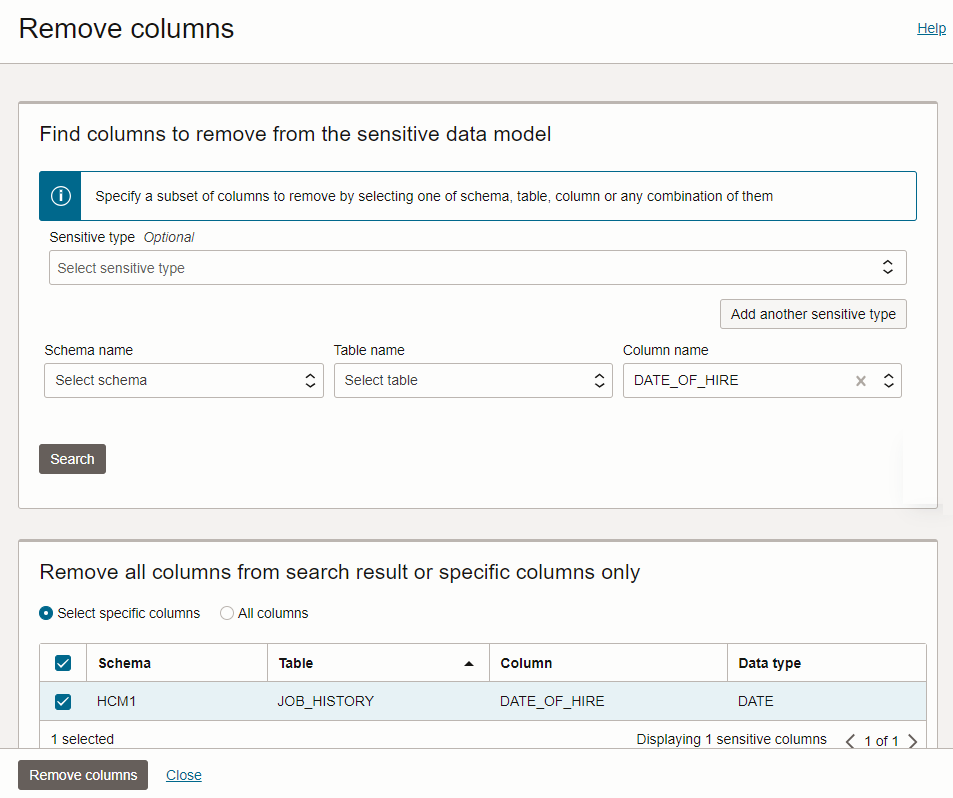 Remove columns
Help
Find columns to remove from the sensitive data model
Specify a subset of columns to remove by selecting one of schema, table, column or any combination of them
Sensitive type Optional
Select sensitive type
Add another sensitive type
Schema name Table name Column name
Select schema Select table DATE_OF_HIRE
Search
Remove all columns from search result or specific columns only
Select specific columns All columns
Schema Table Column Data type
HCM1 JOB_HISTORY DATE_OF_HIRE DATE
1 selected Displaying 1 sensitive columns 1 of 1
Remove columns Close